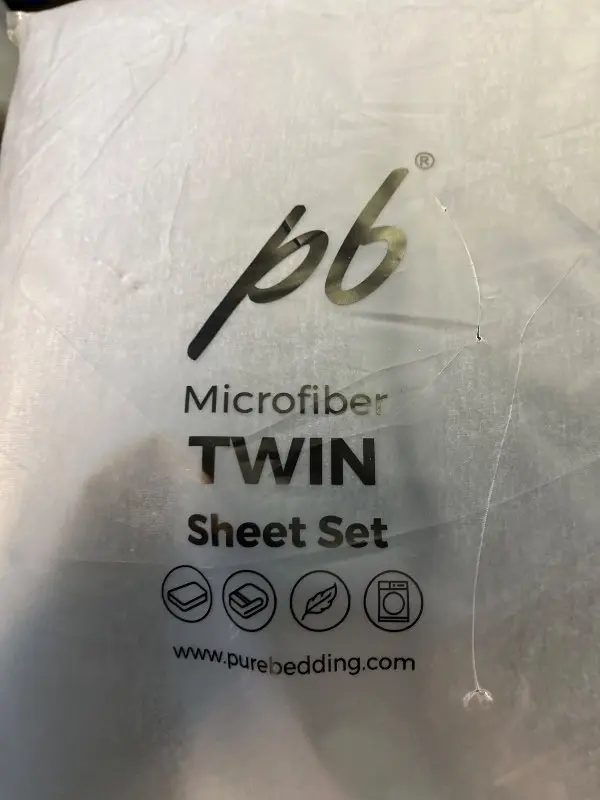 pb®
Microfiber
TWIN
Sheet Set
www.purebedding.com